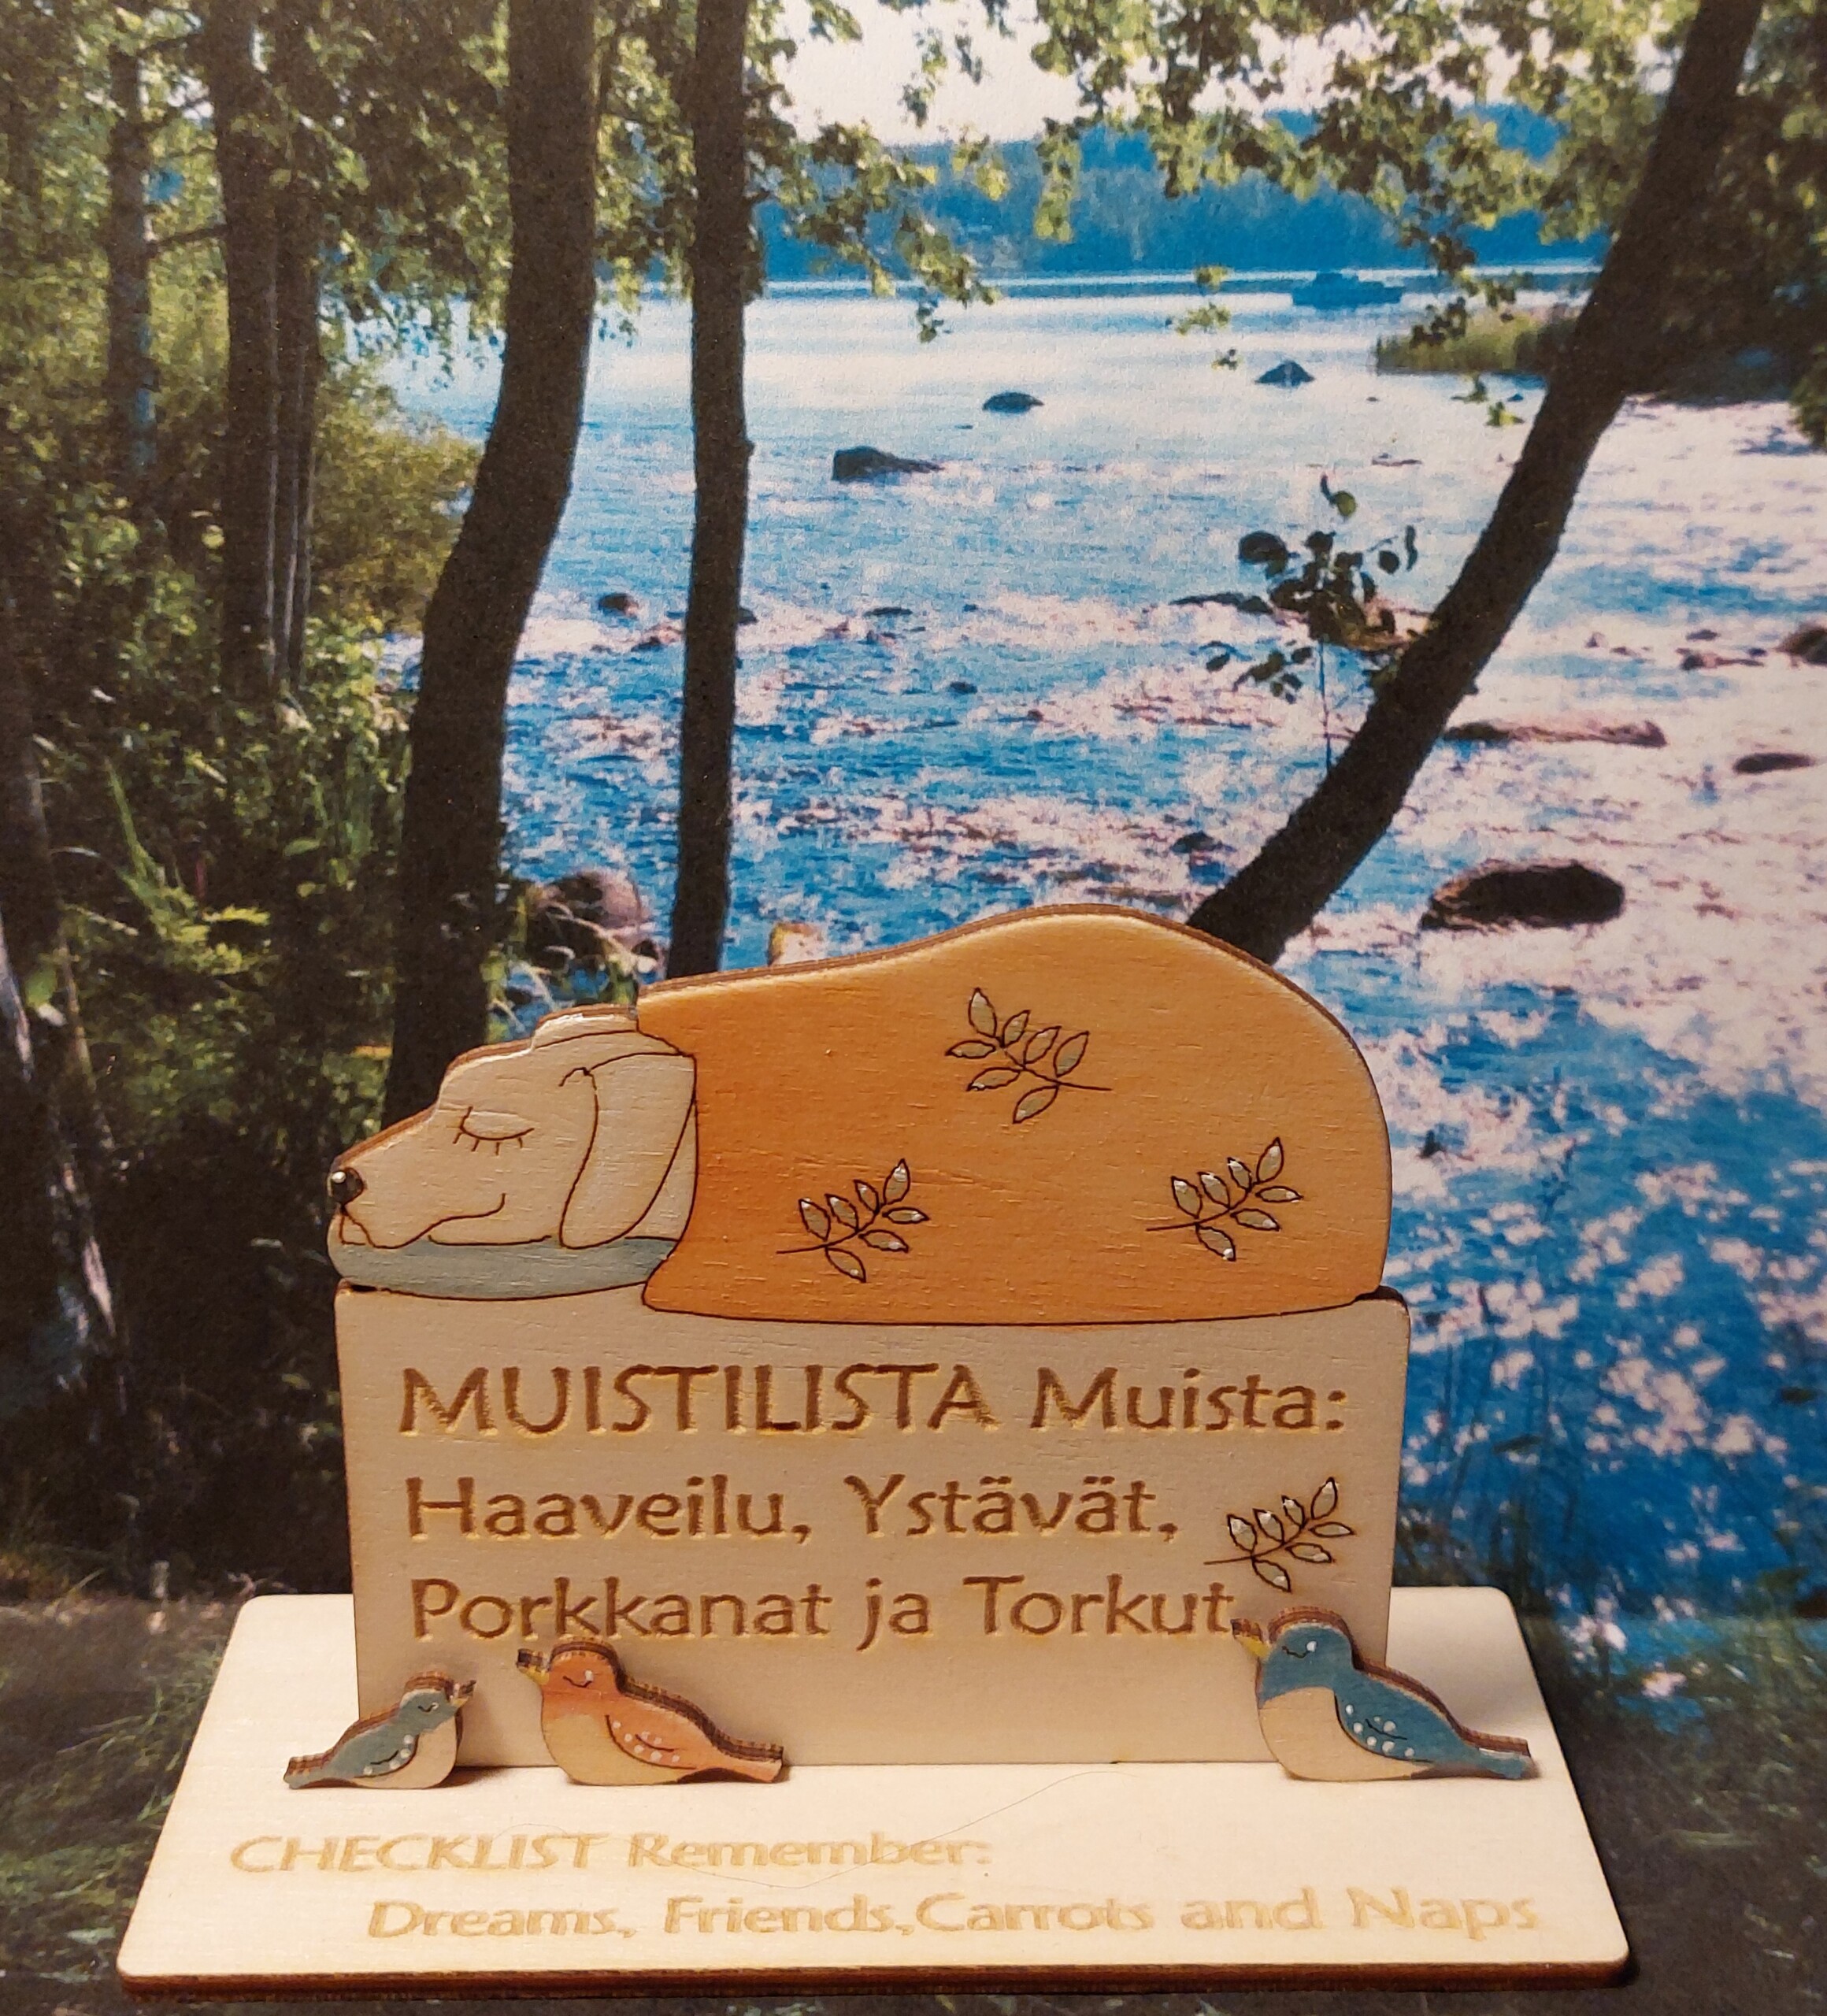 MUISTILISTA Muista:
Haaveilu, Ystävät,
Porkkanat ja Torkut
CHECKLIST Remember:
Dreams, Friends,Carrots and Naps